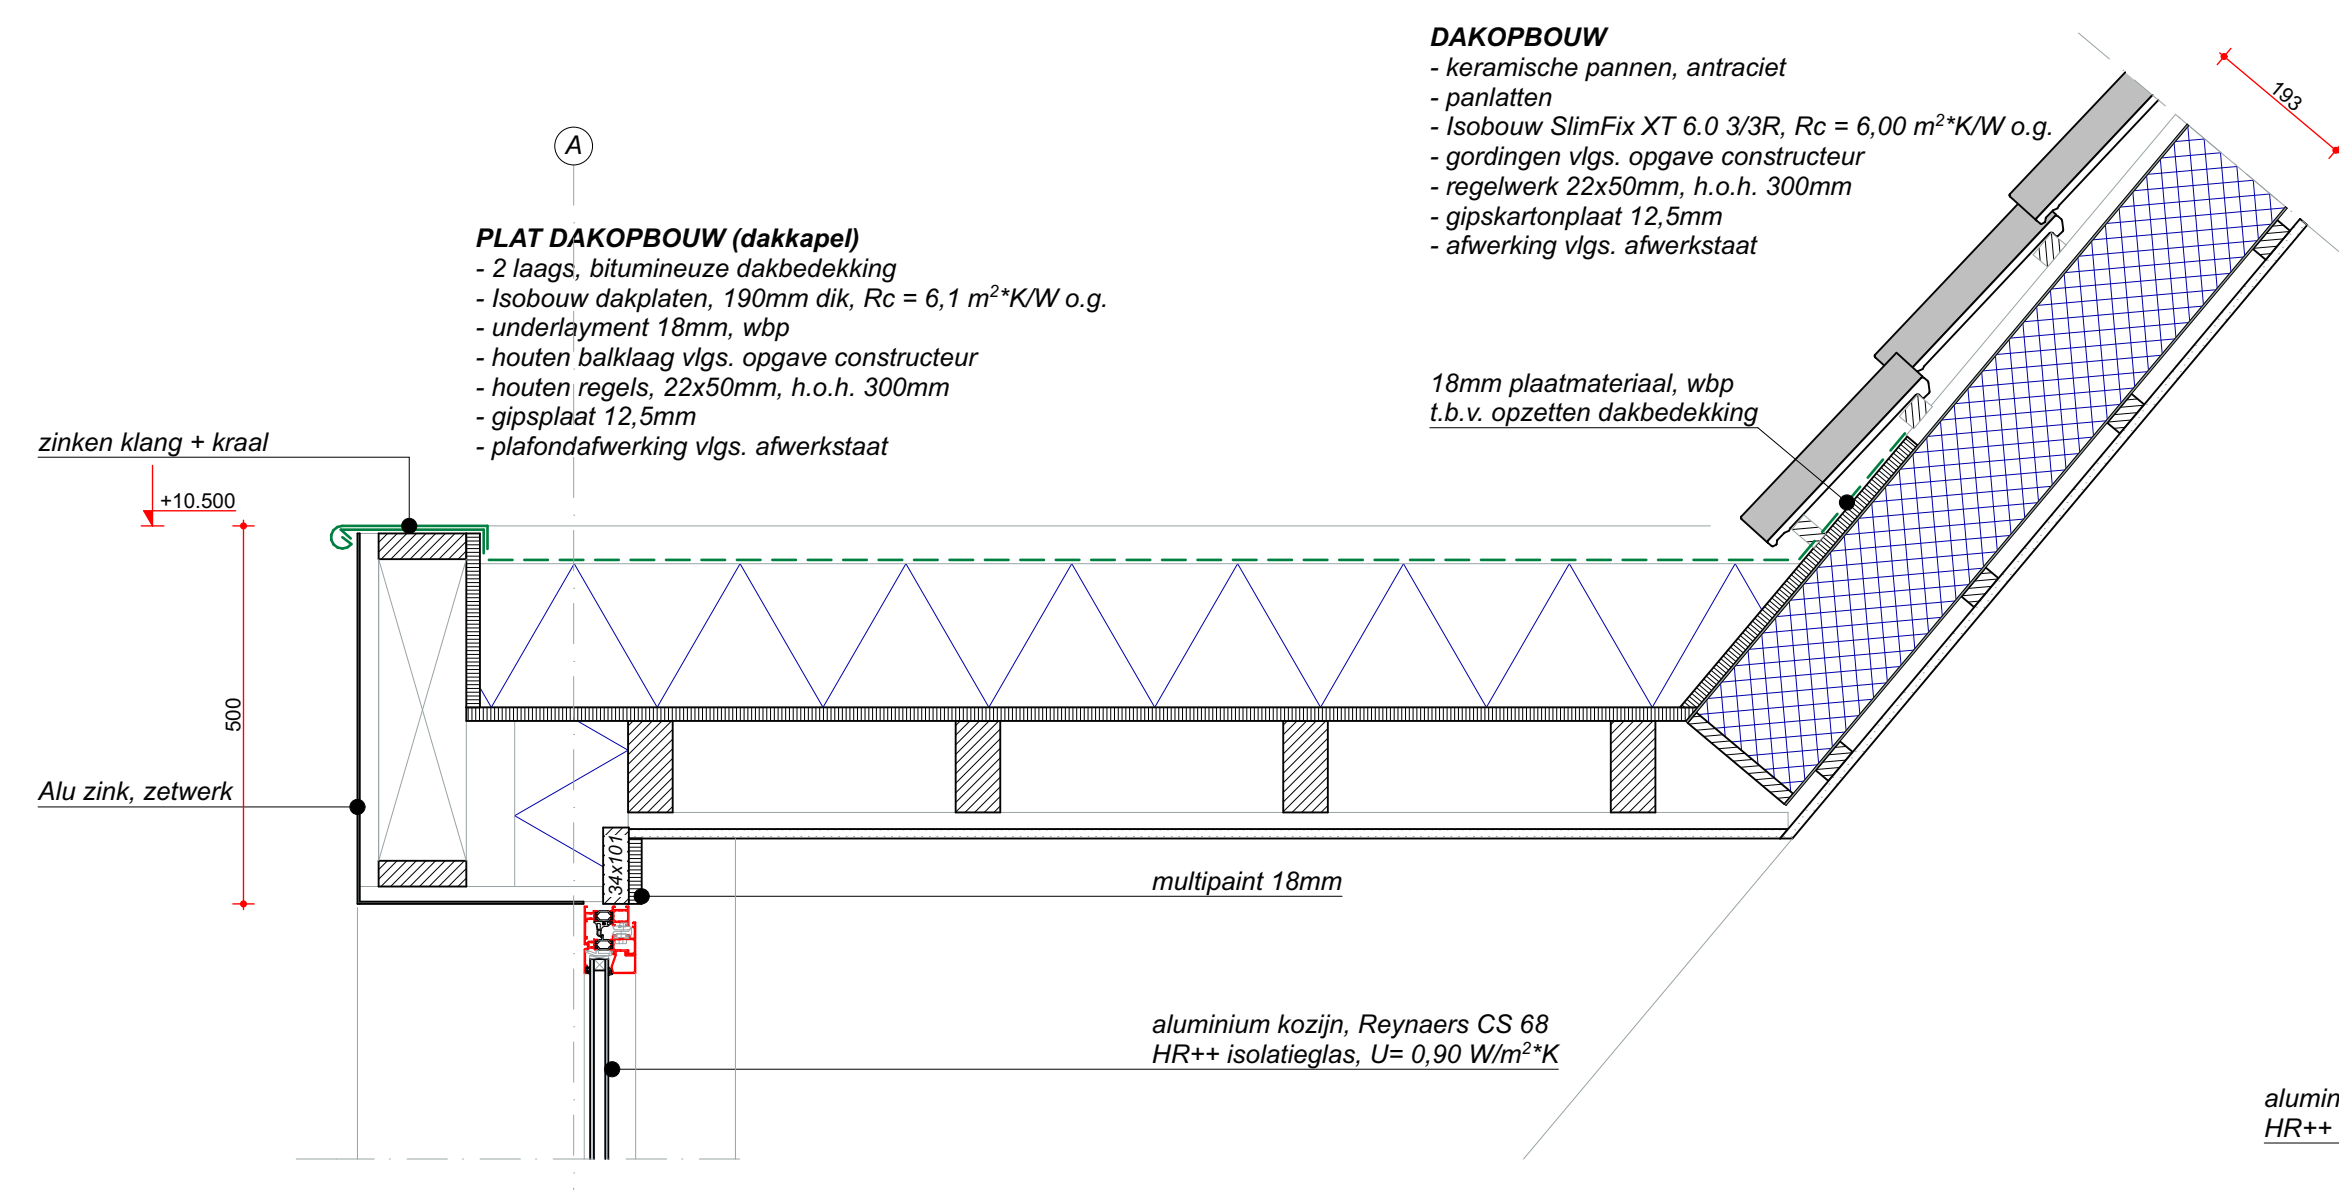 DAKOPBOUW
- keramische pannen, antraciet
- panlatten
- Isobouw SlimFix XT 6.0 3/3R, Rc = 6,00 m²*K/W o.g.
- gordingen vlgs. opgave constructeur
- regelwerk 22x50mm, h.o.h. 300mm
- gipskartonplaat 12,5mm
- afwerking vlgs. afwerkstaat
193
A
PLAT DAKOPBOUW (dakkapel)
- 2 laags, bitumineuze dakbedekking
- Isobouw dakplaten, 190mm dik, Rc = 6,1 m²*K/W o.g.
- underlayment 18mm, wbp
- houten balklaag vlgs. opgave constructeur
- houten regels, 22x50mm, h.o.h. 300mm
- gipsplaat 12,5mm
- plafondafwerking vlgs. afwerkstaat
18mm plaatmateriaal, wbp
t.b.v. opzetten dakbedekking
zinken klang + kraal
+10.500
500
Alu zink, zetwerk
34x101
multipaint 18mm
aluminium kozijn, Reynaers CS 68
HR++ isolatieglas, U= 0,90 W/m²*K
alumin
HR++